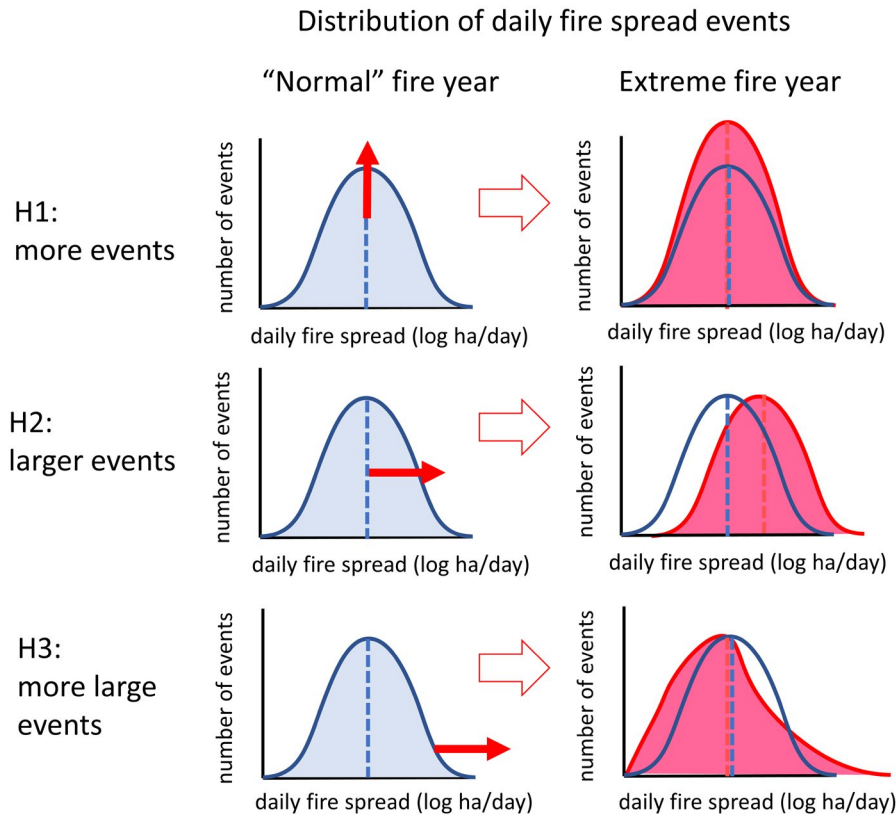 Distribution of daily fire spread events
“Normal” fire year
Extreme fire year
H1:
more events
number of events
daily fire spread (log ha/day)
number of events
daily fire spread (log ha/day)
H2:
larger events
number of events
daily fire spread (log ha/day)
number of events
daily fire spread (log ha/day)
H3:
more large
events
number of events
daily fire spread (log ha/day)
number of events
daily fire spread (log ha/day)